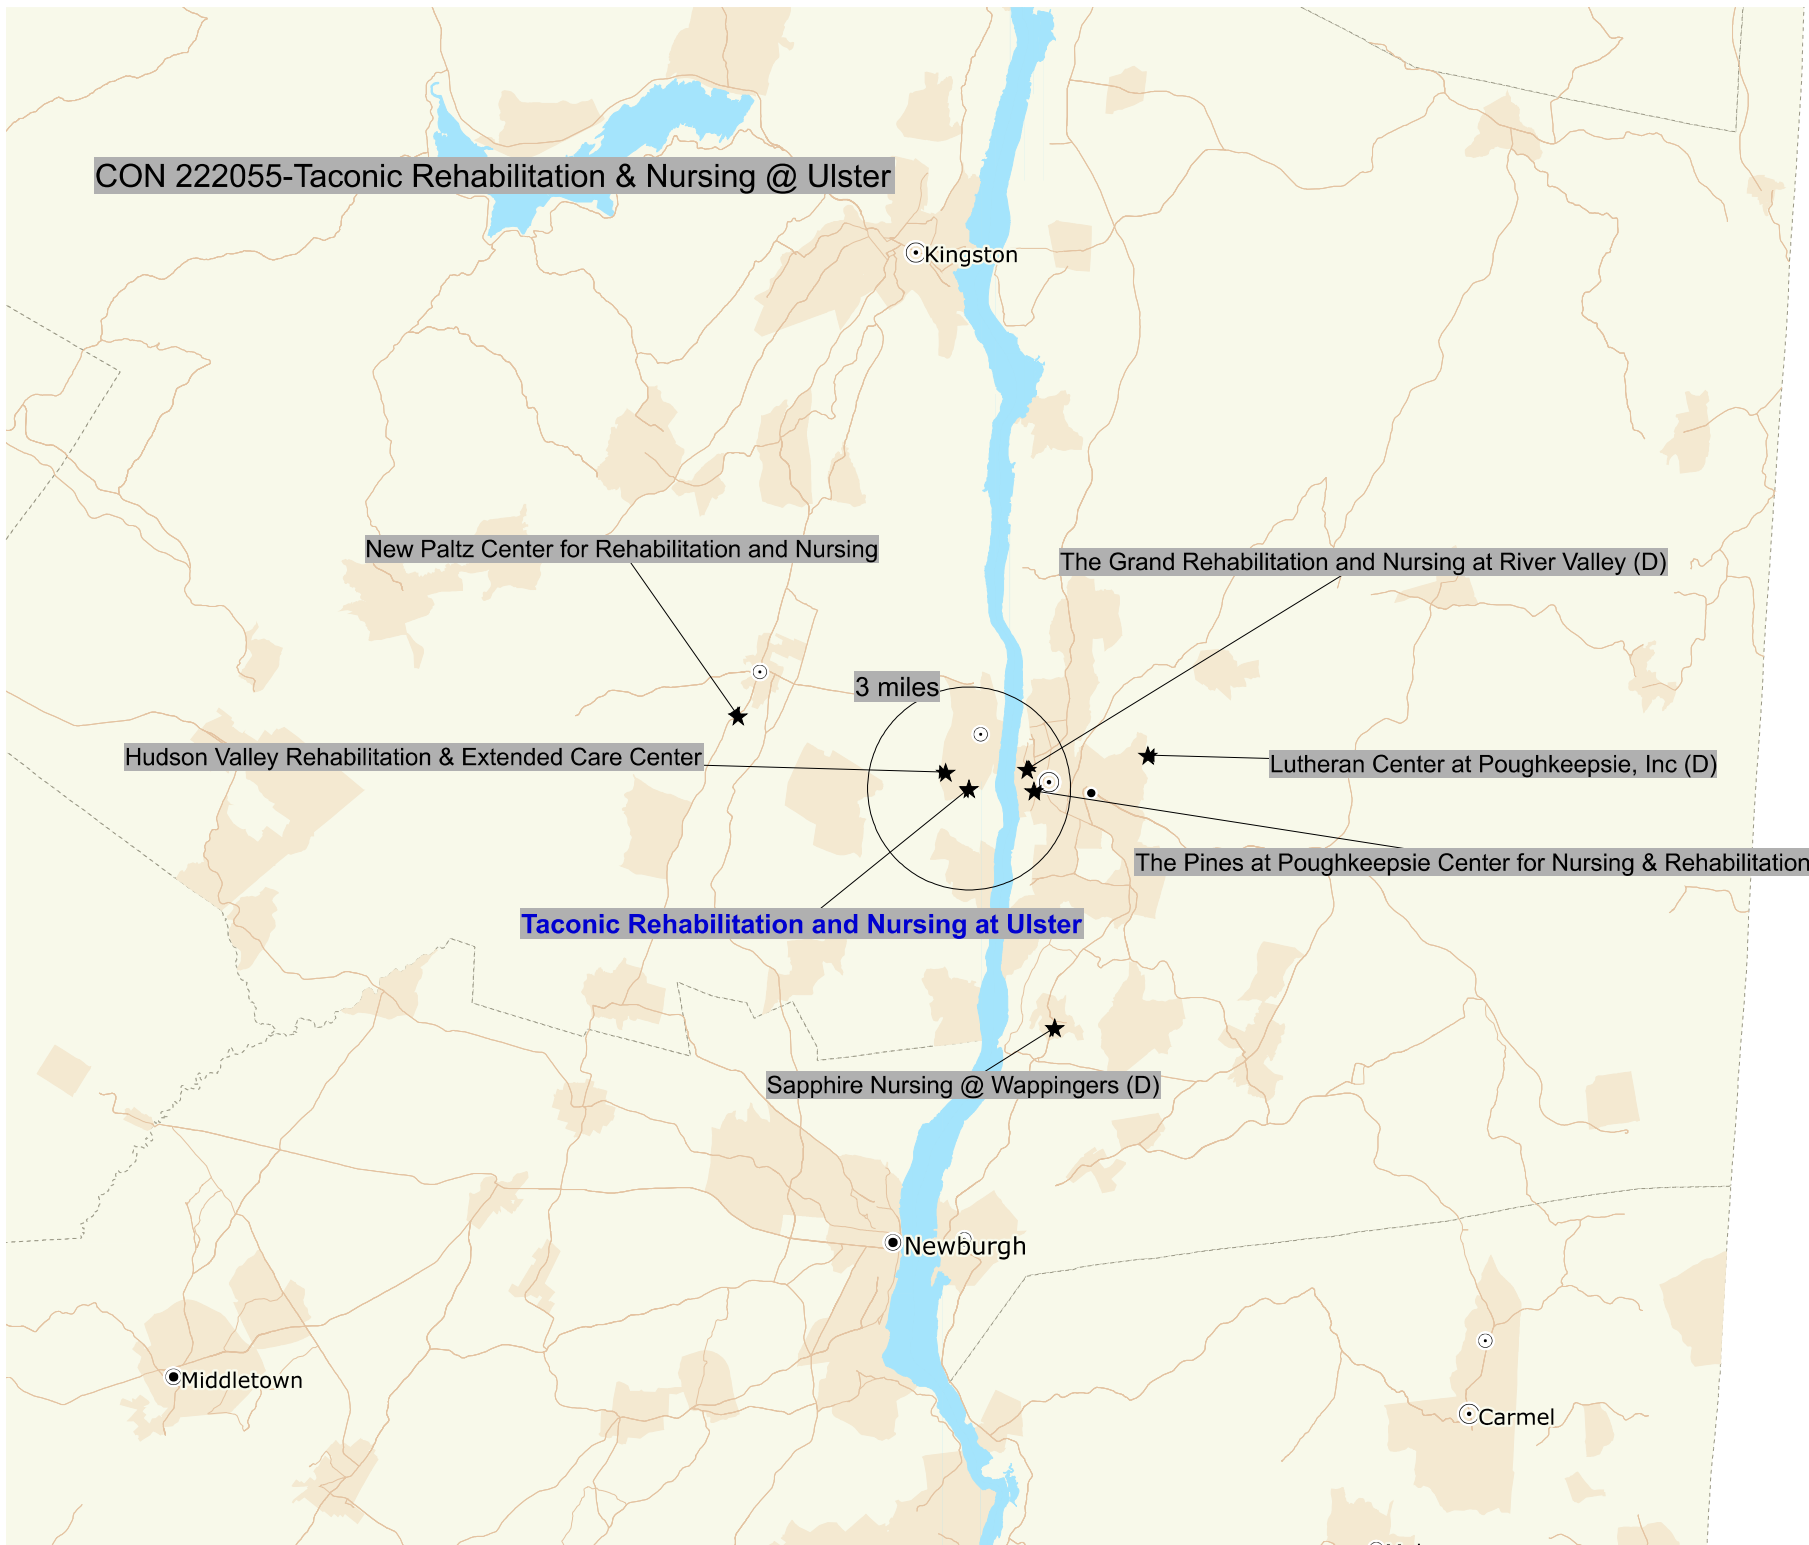 CON 222055-Taconic Rehabilitation & Nursing @ Ulster
Kingston
New Paltz Center for Rehabilitation and Nursing
The Grand Rehabilitation and Nursing at River Valley (D)
3 miles
Hudson Valley Rehabilitation & Extended Care Center
Lutheran Center at Poughkeepsie, Inc (D)
The Pines at Poughkeepsie Center for Nursing & Rehabilitation
Taconic Rehabilitation and Nursing at Ulster
Sapphire Nursing @ Wappingers (D)
Newburgh
Middletown
Carmel